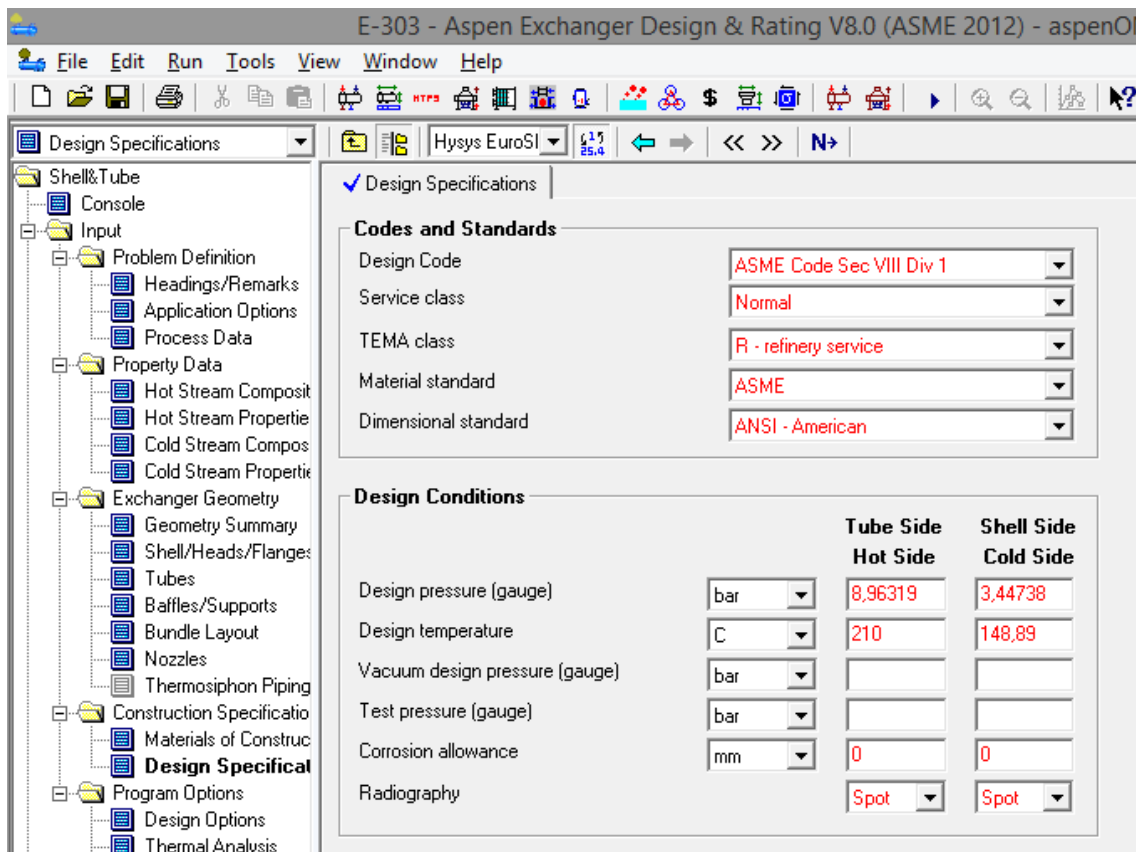 E-303 - Aspen Exchanger Design & Rating V8.0 (ASME 2012) - aspenO
File Edit Run Tools View Window Help
HTFS $
Design Specifications Hysys EuroSI 25.4 N
Shell&Tube
Console
Input
Problem Definition
Headings/Remarks
Application Options
Process Data
Property Data
Hot Stream Composit
Hot Stream Propertie
Cold Stream Compos
Cold Stream Propertie
Exchanger Geometry
Geometry Summary
Shell/Heads/Flanges
Tubes
Baffles/Supports
Bundle Layout
Nozzles
Thermosiphon Piping
Construction Specificatio
Materials of Construc
Design Specificat
Program Options
Design Options
Thermal Analysis
Design Specifications
Codes and Standards
Design Code ASME Code Sec VIII Div 1
Service class Normal
TEMA class R - refinery service
Material standard ASME
Dimensional standard ANSI - American
Design Conditions
Tube Side Shell Side
Hot Side Cold Side
Design pressure (gauge) bar 8,96319 3,44738
Design temperature C 210 148,89
Vacuum design pressure (gauge) bar
Test pressure (gauge) bar
Corrosion allowance mm 0 0
Radiography Spot Spot